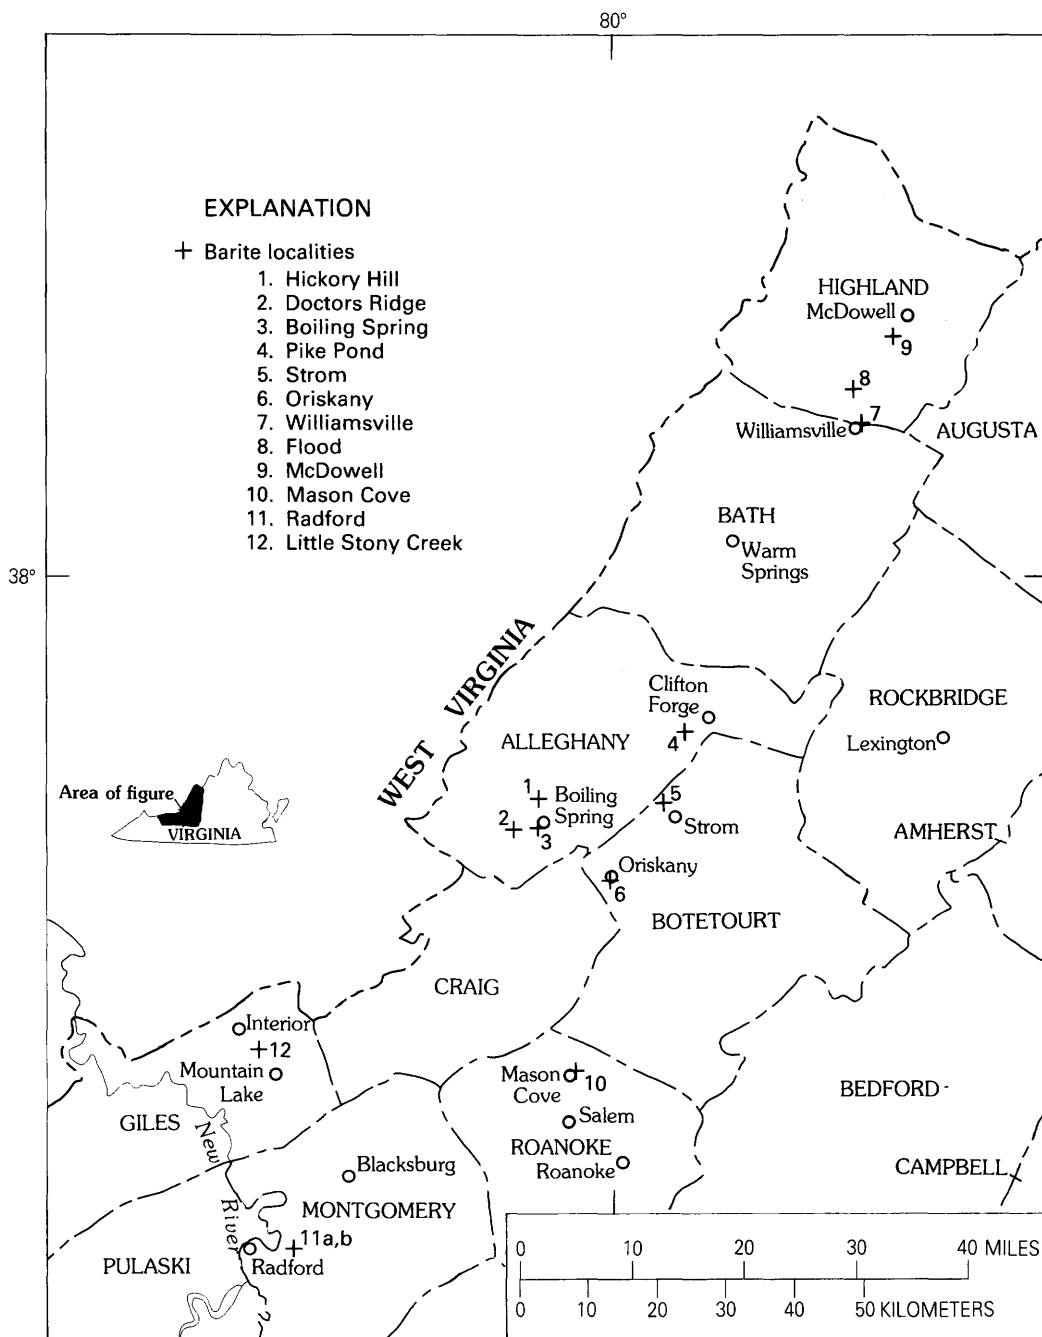 80°
EXPLANATION
+ Barite localities
1. Hickory Hill
2. Doctors Ridge
3. Boiling Spring
4. Pike Pond
5. Strom
6. Oriskany
7. Williamsville
8. Flood
9. McDowell
10. Mason Cove
11. Radford
12. Little Stony Creek
HIGHLAND
McDowell
9
8
7
Williamsville
AUGUSTA
BATH
Warm
Springs
38°
WEST VIRGINIA
Clifton
Forge
4
ALLEGHANY
ROCKBRIDGE
Lexington
Area of figure
VIRGINIA
1
Boiling
Spring
2
3
5
Strom
AMHERST
Oriskany
6
BOTETOURT
CRAIG
Interior
12
Mountain
Lake
GILES
New River
Mason
Cove
10
Salem
ROANOKE
Roanoke
BEDFORD
CAMPBELL
Blacksburg
MONTGOMERY
11a,b
Radford
PULASKI
0 10 20 30 40 MILES
0 10 20 30 40 50 KILOMETERS